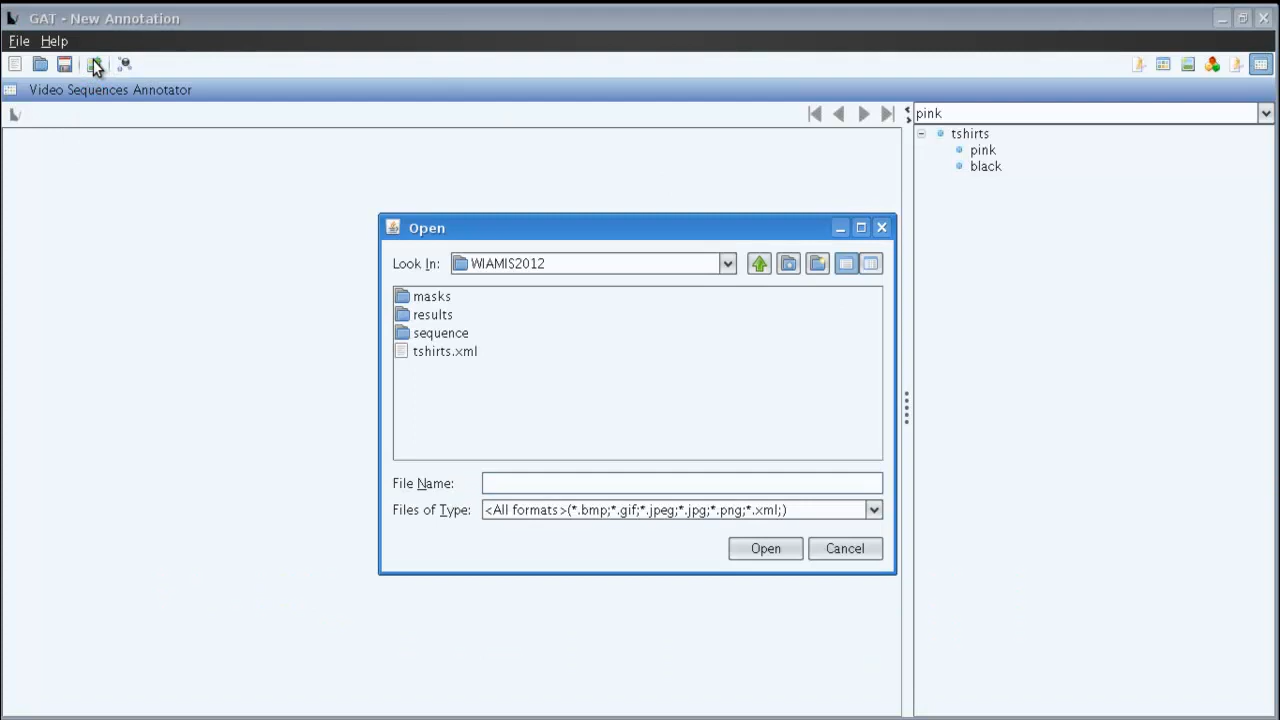 GAT - New Annotation
File Help
Video Sequences Annotator
pink
tshirts
pink
black
Open
Look In: WIAMIS2012
masks
results
sequence
tshirts.xml
File Name:
Files of Type: <All formats>(*.bmp;*.gif;*.jpeg;*.jpg;*.png;*.xml;)
Open Cancel